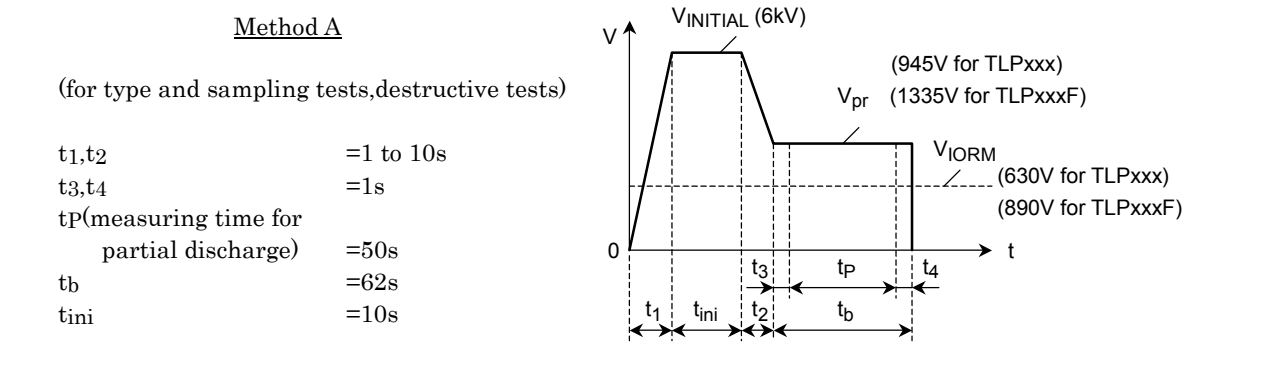 Method A
(for type and sampling tests,destructive tests)
t1,t2 =1 to 10s
t3,t4 =1s
tP(measuring time for
partial discharge) =50s
tb =62s
tini =10s
V
VINITIAL (6kV)
(945V for TLPxxx)
Vpr (1335V for TLPxxxF)
VIORM
(630V for TLPxxx)
(890V for TLPxxxF)
0
t
t3 tP t4
t1 tini t2 tb